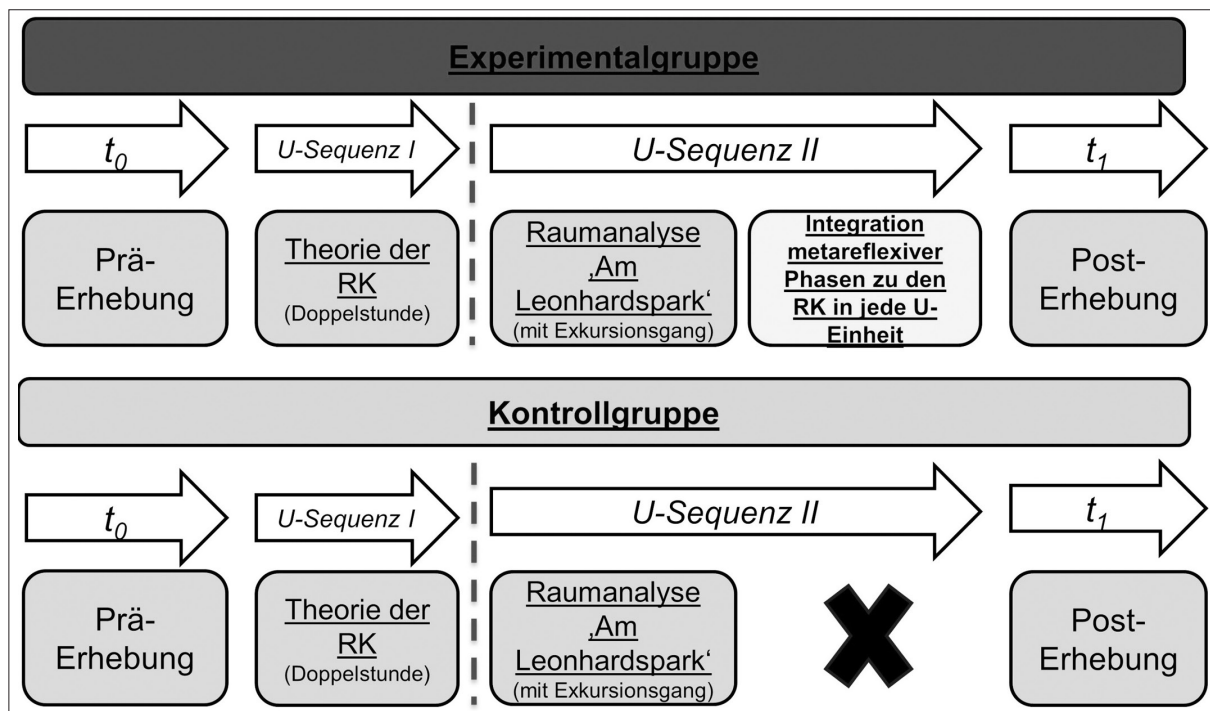 Experimentalgruppe
t0
U-Sequenz I
U-Sequenz II
t1
Prä-
Erhebung
Theorie der
RK
(Doppelstunde)
Raumanalyse
‚Am
Leonhardspark‘
(mit Exkursionsgang)
Integration
metareflexiver
Phasen zu den
RK in jede U-
Einheit
Post-
Erhebung
Kontrollgruppe
t0
U-Sequenz I
U-Sequenz II
t1
Prä-
Erhebung
Theorie der
RK
(Doppelstunde)
Raumanalyse
‚Am
Leonhardspark‘
(mit Exkursionsgang)
Post-
Erhebung